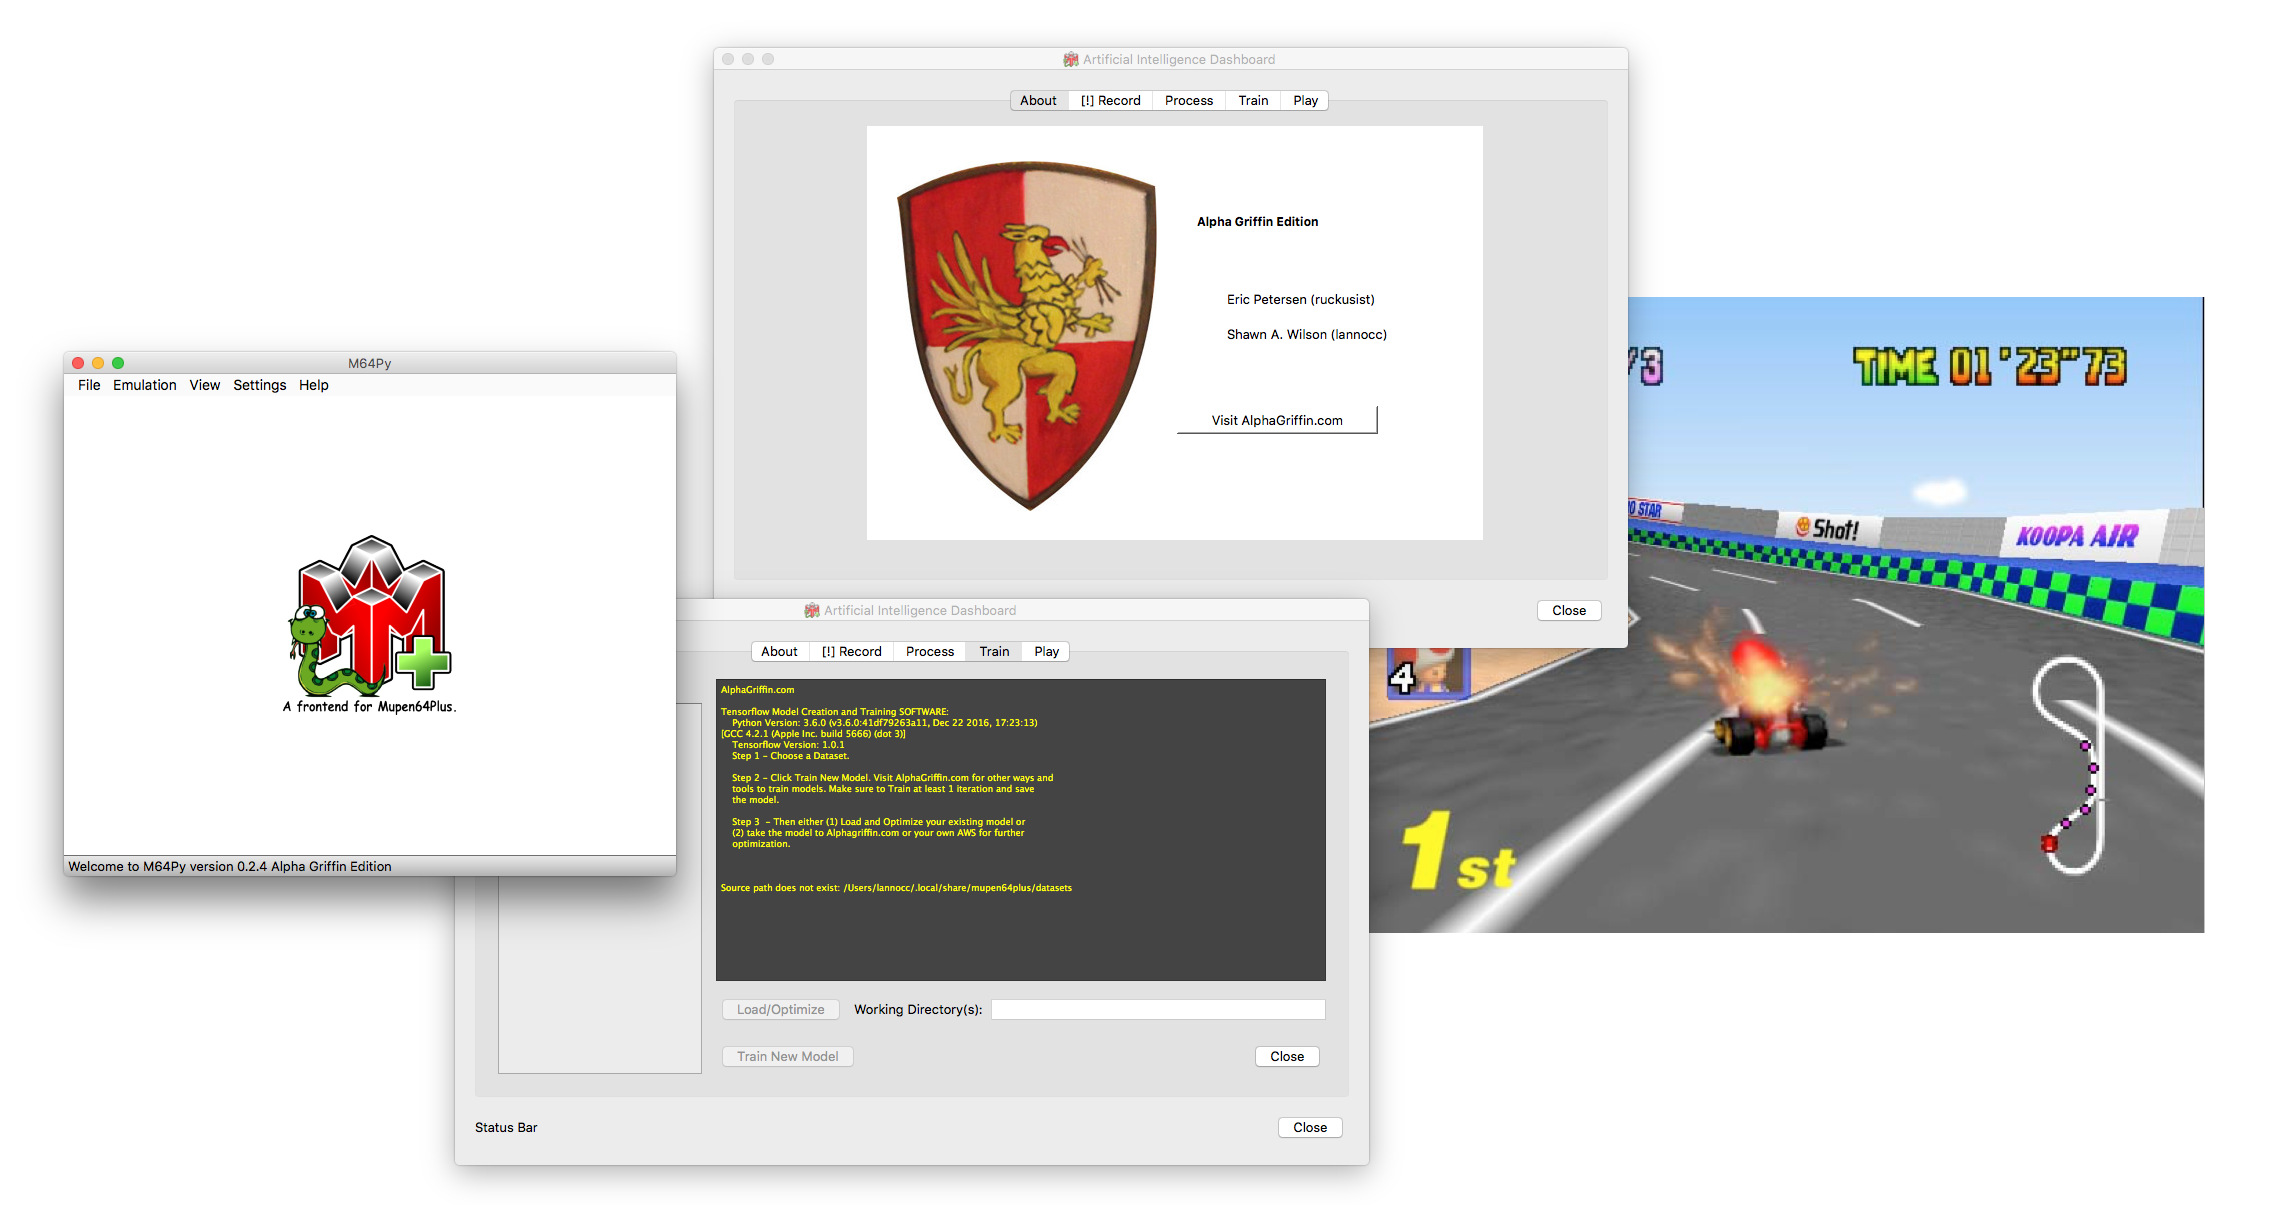 Artificial Intelligence Dashboard
About
[!] Record
Process
Train
Play
Alpha Griffin Edition
Eric Petersen (ruckusist)
Shawn A. Wilson (lannocc)
Visit AlphaGriffin.com
Close
M64Py
File Emulation View Settings Help
A frontend for Mupen64Plus.
Welcome to M64Py version 0.2.4 Alpha Griffin Edition
Artificial Intelligence Dashboard
About
[!] Record
Process
Train
Play
AlphaGriffin.com
Tensorflow Model Creation and Training SOFTWARE:
Python Version: 3.6.0 (v3.6.0:41df79263a11, Dec 22 2016, 17:23:13)
[GCC 4.2.1 (Apple Inc. build 5666) (dot 3)]
Tensorflow Version: 1.0.1
Step 1 - Choose a Dataset.
Step 2 - Click Train New Model. Visit AlphaGriffin.com for other ways and
tools to train models. Make sure to Train at least 1 iteration and save
the model.
Step 3 - Then either (1) Load and Optimize your existing model or
(2) take the model to Alphagriffin.com or your own AWS for further
optimization.
Source path does not exist: /Users/lannocc/.local/share/mupen64plus/datasets
Load/Optimize
Working Directory(s):
Train New Model
Close
Status Bar
Close
/3
TIME 01'23"73
O STAR
Shot!
KOOPA AIR
4
1st